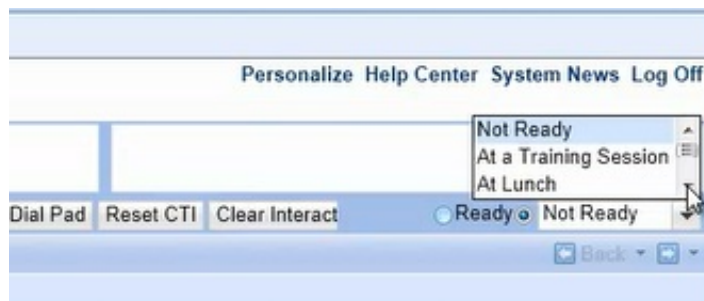 Personalize Help Center System News Log Off
Not Ready
At a Training Session
At Lunch
Dial Pad Reset CTI Clear Interact Ready Not Ready
Back